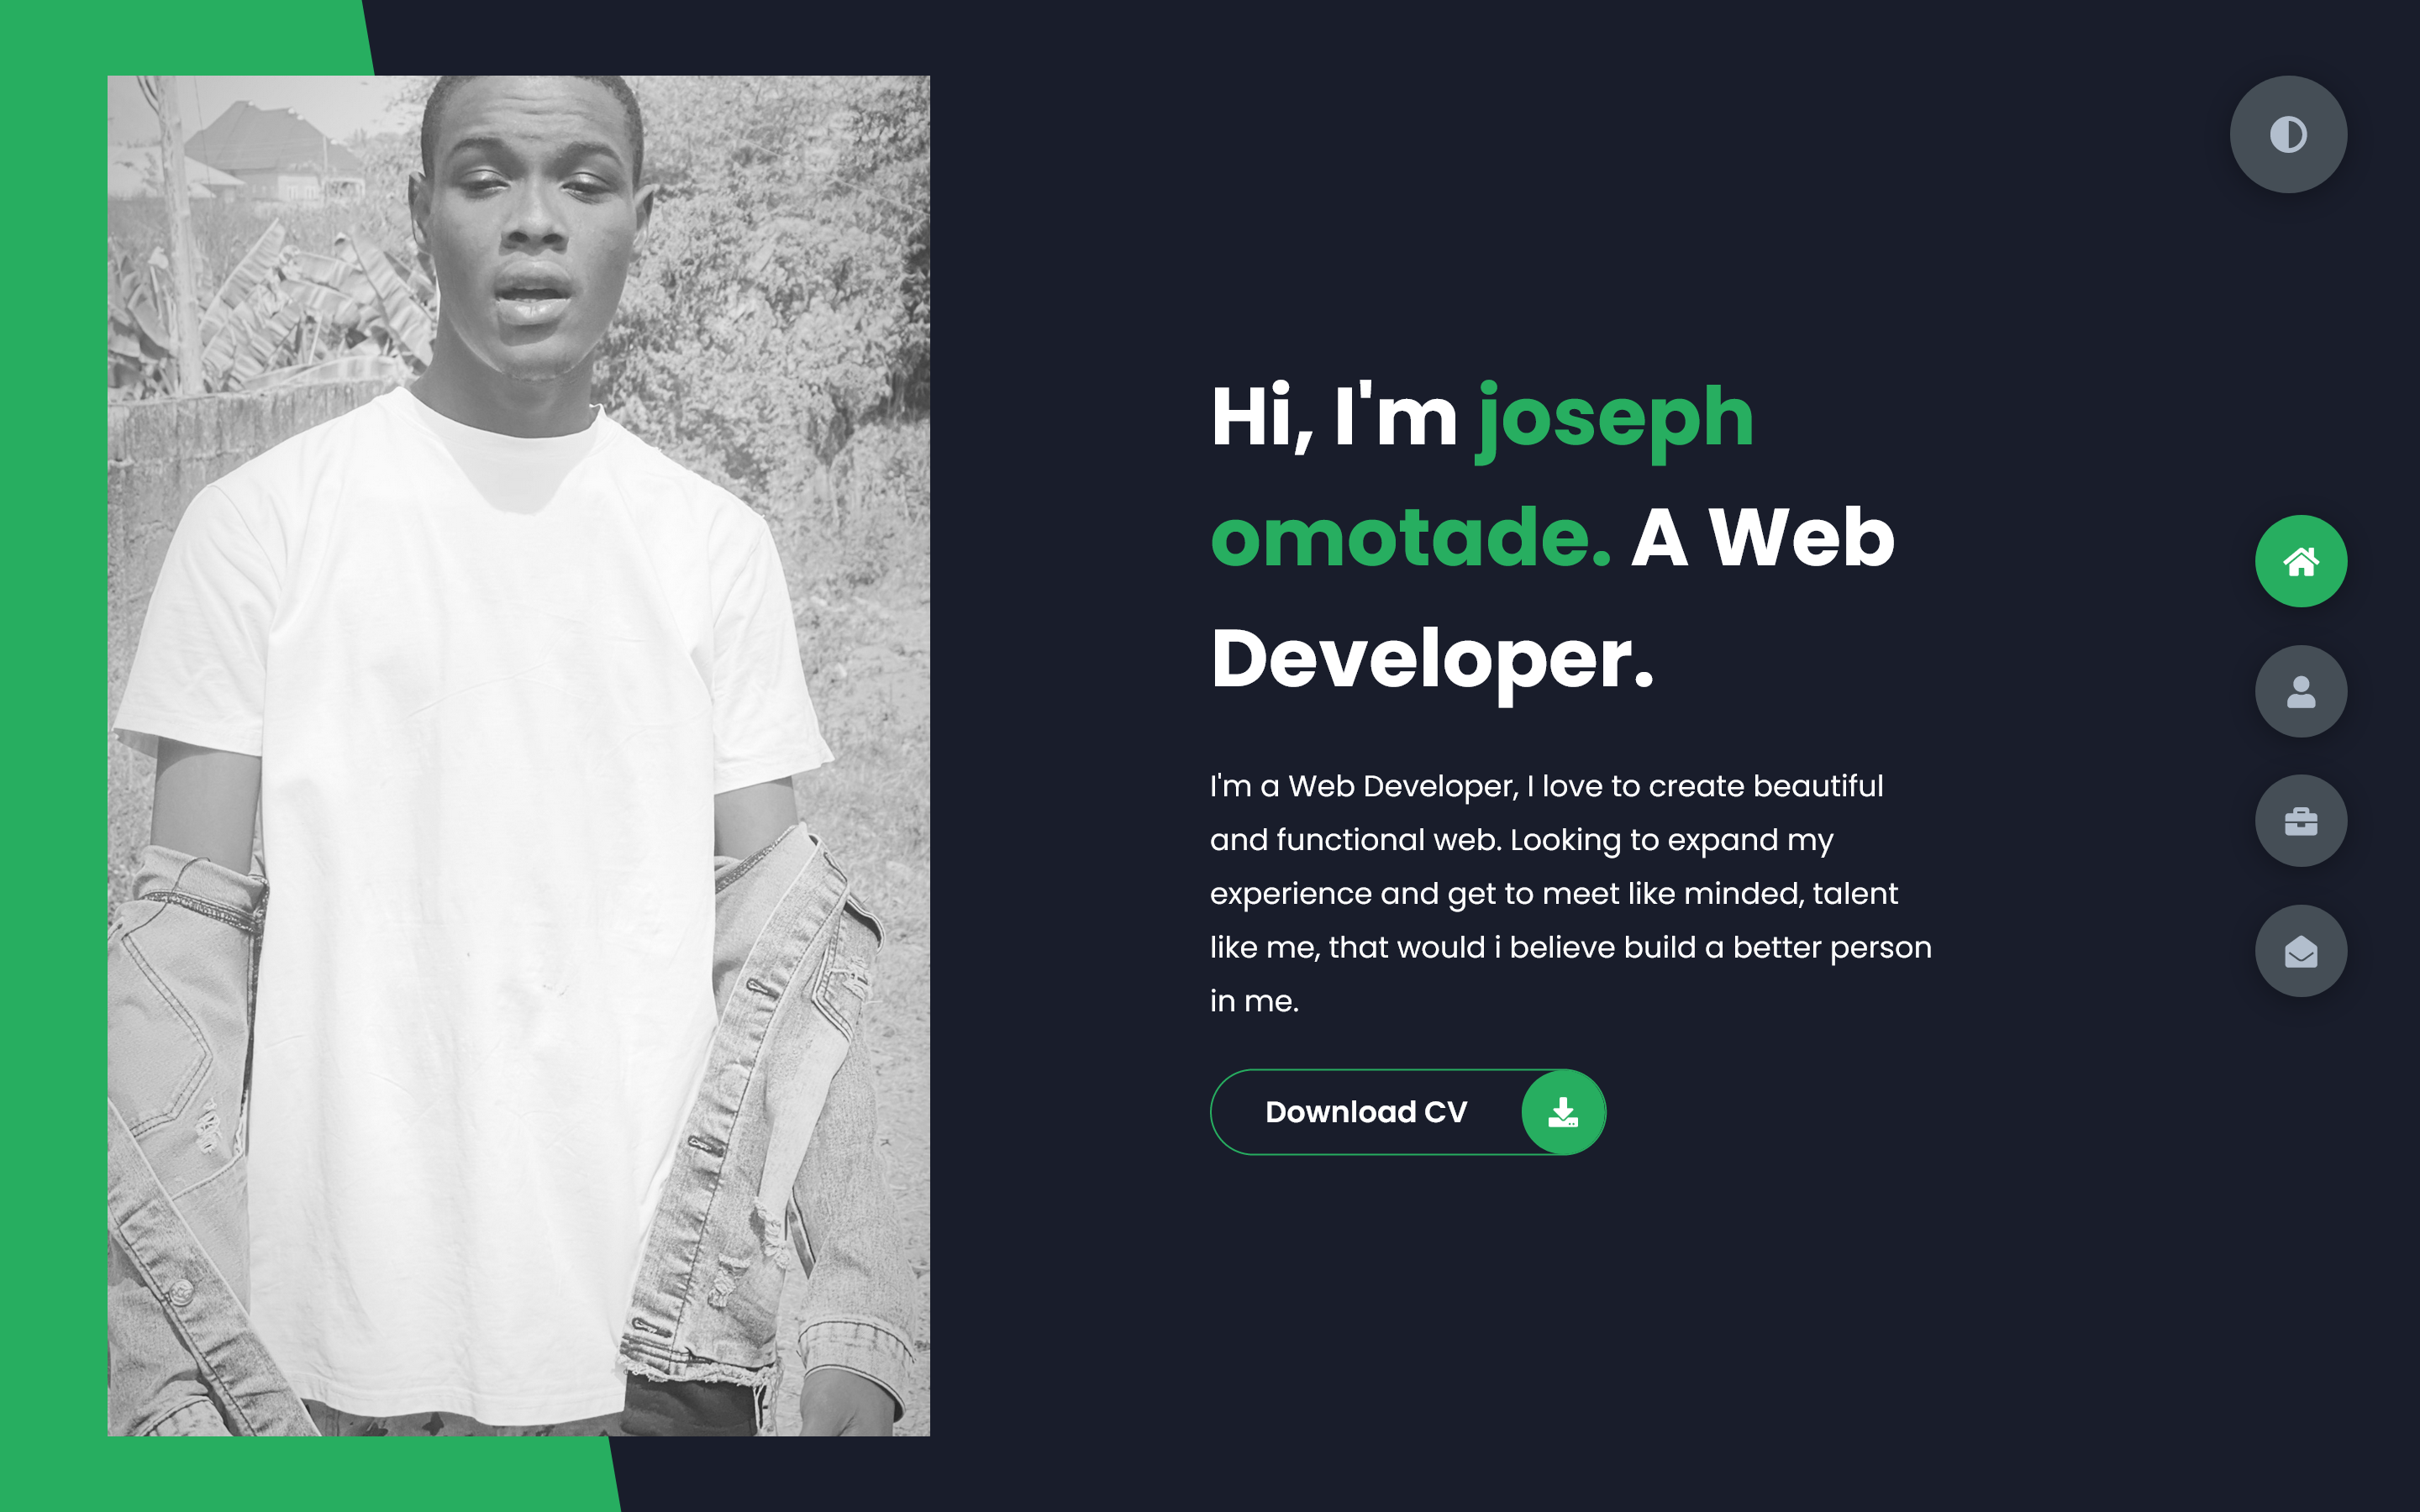 Hi, I'm joseph
omotade. A Web
Developer.
I'm a Web Developer, I love to create beautiful
and functional web. Looking to expand my
experience and get to meet like minded, talent
like me, that would i believe build a better person
in me.
Download CV